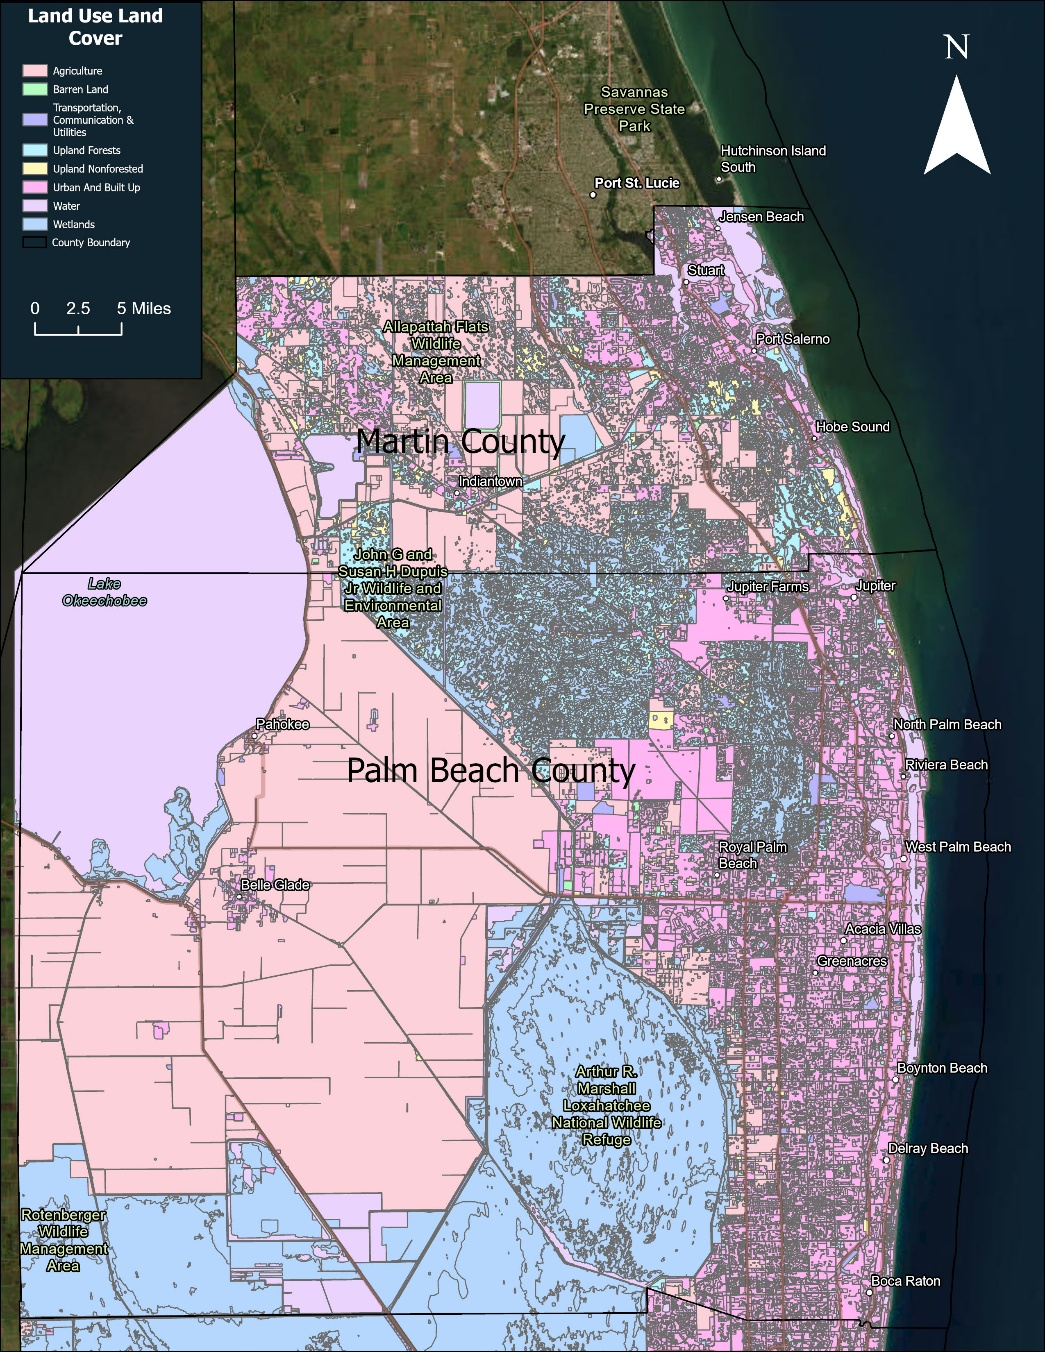 Land Use Land
Cover
Agriculture
Barren Land
Transportation,
Communication &
Utilities
Upland Forests
Upland Nonforested
Urban And Built Up
Water
Wetlands
County Boundary
0 2.5 5 Miles
N
Savannas
Preserve State
Park
Hutchinson Island
South
Port St. Lucie
Jensen Beach
Stuart
Allapattah Flats
Wildlife
Management
Area
Port Salerno
Martin County
Hobe Sound
Indiantown
John G and
Susan H Dupuis
Jr Wildlife and
Environmental
Area
Lake
Okeechobee
Jupiter Farms
Jupiter
Pahokee
North Palm Beach
Palm Beach County
Riviera Beach
Royal Palm
Beach
West Palm Beach
Belle Glade
Acacia Villas
Greenacres
Arthur R.
Marshall
Loxahatchee
National Wildlife
Refuge
Boynton Beach
Delray Beach
Rotenberger
Wildlife
Management
Area
Boca Raton